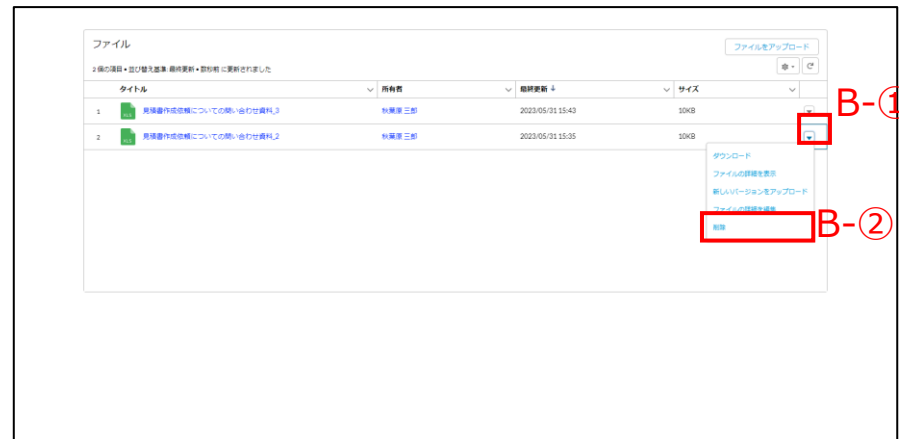 ファイル
ファイルをアップロード
2 個の項目 • 並び替え基準: 最終更新 • 数秒前 に更新されました
タイトル 所有者 最終更新 ↓ サイズ
1 見積書作成依頼についての問い合わせ資料_3 秋葉原 三郎 2023/05/31 15:43 10KB
B-①
2 見積書作成依頼についての問い合わせ資料_2 秋葉原 三郎 2023/05/31 15:35 10KB
ダウンロード
ファイルの詳細を表示
新しいバージョンをアップロード
ファイルの詳細を編集
削除
B-②